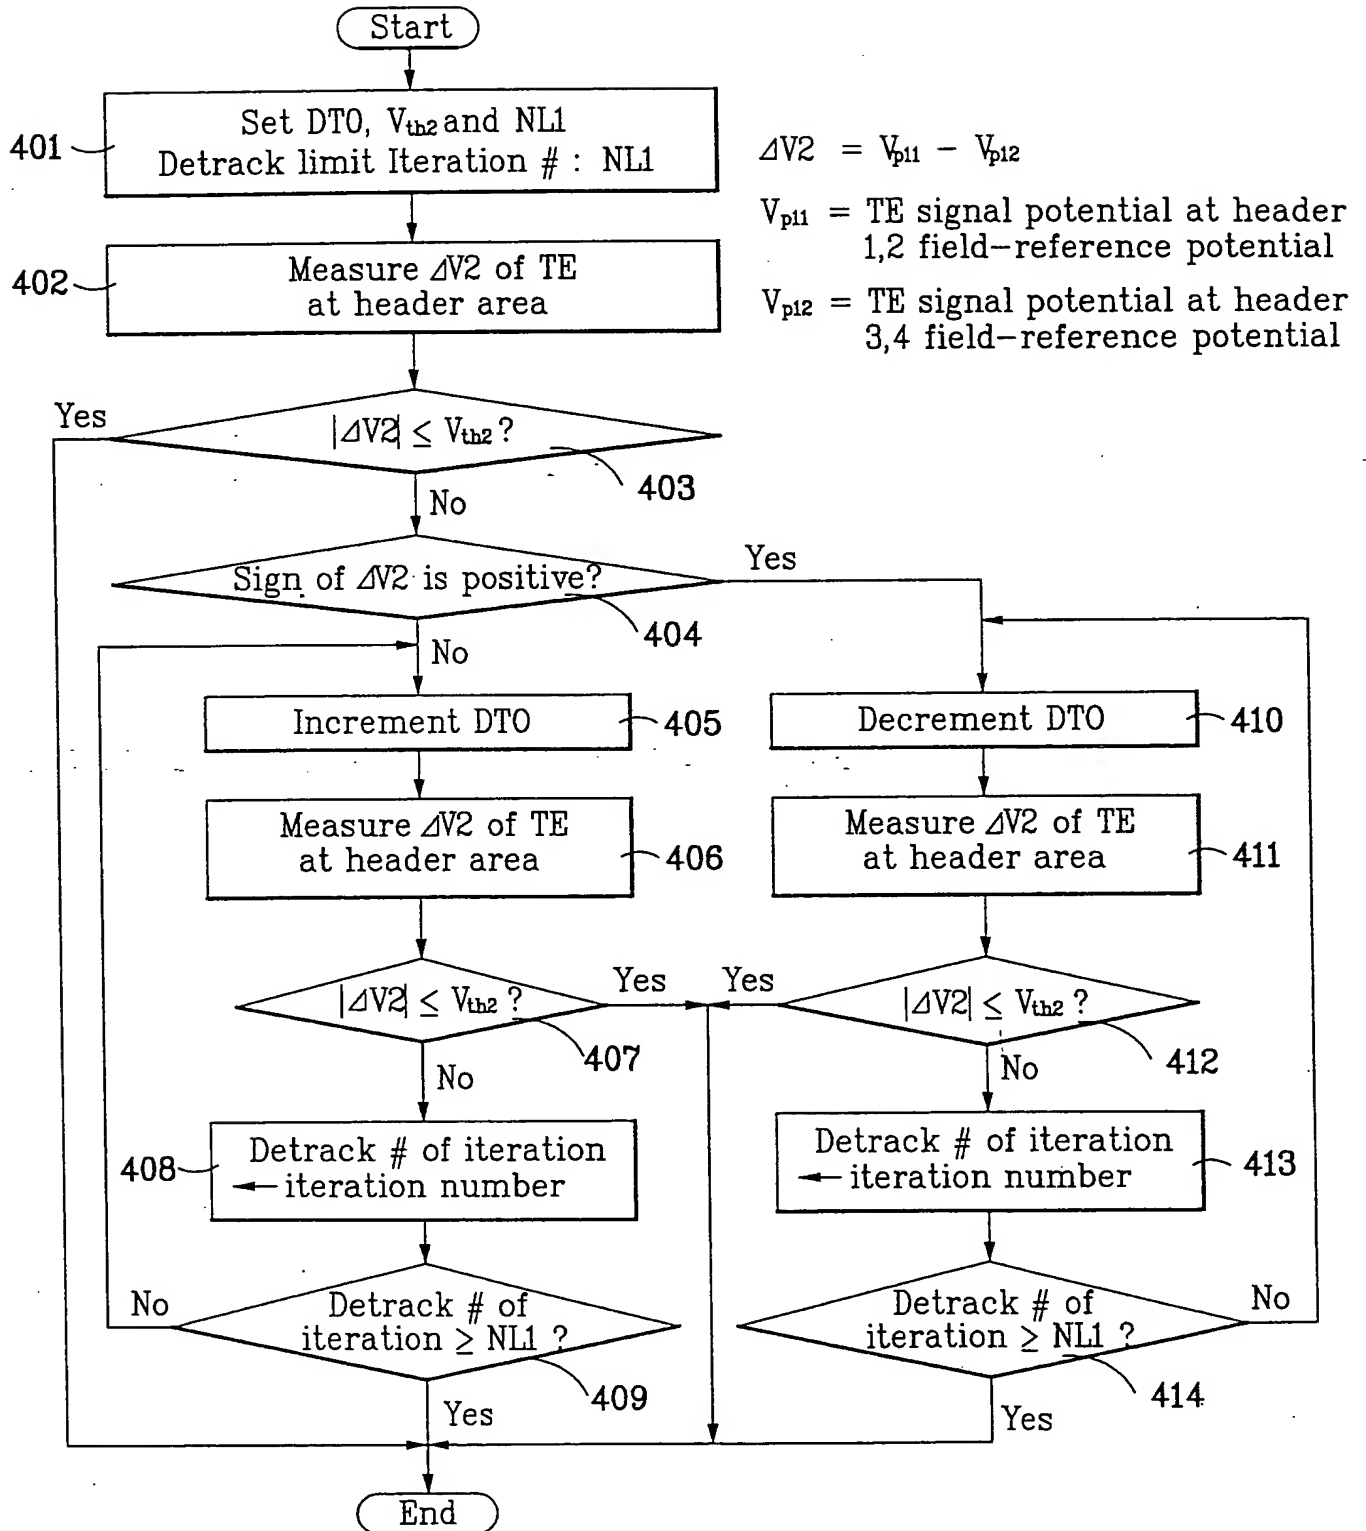 Start
401
Set DTO, Vth2 and NL1
Detrack limit Iteration # : NL1
ΔV2 = Vp11 - Vp12
Vp11 = TE signal potential at header
1,2 field-reference potential
Vp12 = TE signal potential at header
3,4 field-reference potential
402
Measure ΔV2 of TE
at header area
Yes
|ΔV2| ≤ Vth2 ?
403
No
Sign of ΔV2 is positive?
Yes
404
No
Increment DTO
405
Decrement DTO
410
Measure ΔV2 of TE
at header area
406
Measure ΔV2 of TE
at header area
411
|ΔV2| ≤ Vth2 ?
Yes
Yes
|ΔV2| ≤ Vth2 ?
407
412
No
No
408
Detrack # of iteration
← iteration number
Detrack # of iteration
← iteration number
413
No
Detrack # of
iteration ≥ NL1 ?
Detrack # of
iteration ≥ NL1 ?
No
409
414
Yes
Yes
End